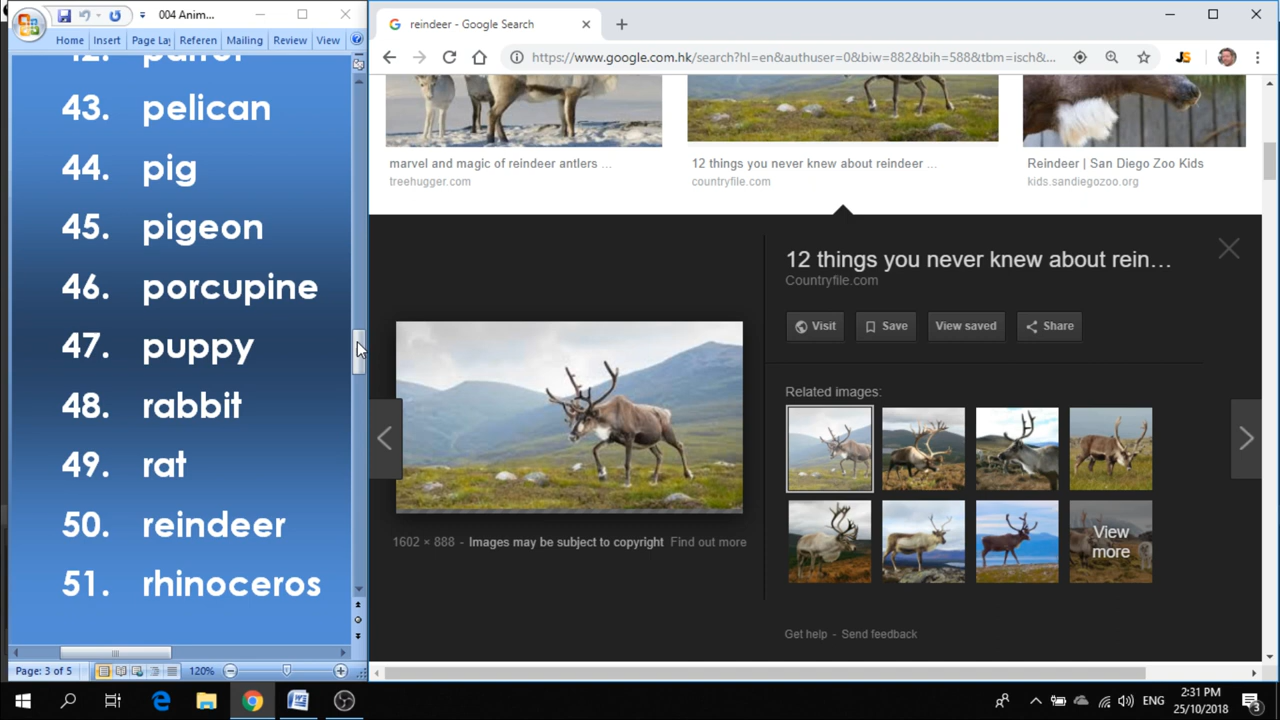 004 Anim...
Home Insert Page La Referen Mailing Review View
42. parrot
43. pelican
44. pig
45. pigeon
46. porcupine
47. puppy
48. rabbit
49. rat
50. reindeer
51. rhinoceros
Page: 3 of 5
120%
reindeer - Google Search
https://www.google.com.hk/search?hl=en&authuser=0&biw=882&bih=588&tbm=isch&...
JS
marvel and magic of reindeer antlers ...
treehugger.com
12 things you never knew about reindeer ...
countryfile.com
Reindeer | San Diego Zoo Kids
kids.sandiegozoo.org
12 things you never knew about rein...
Countryfile.com
Visit Save View saved Share
Related images:
View more
1602 × 888 - Images may be subject to copyright Find out more
Get help - Send feedback
ENG
2:31 PM
25/10/2018
3